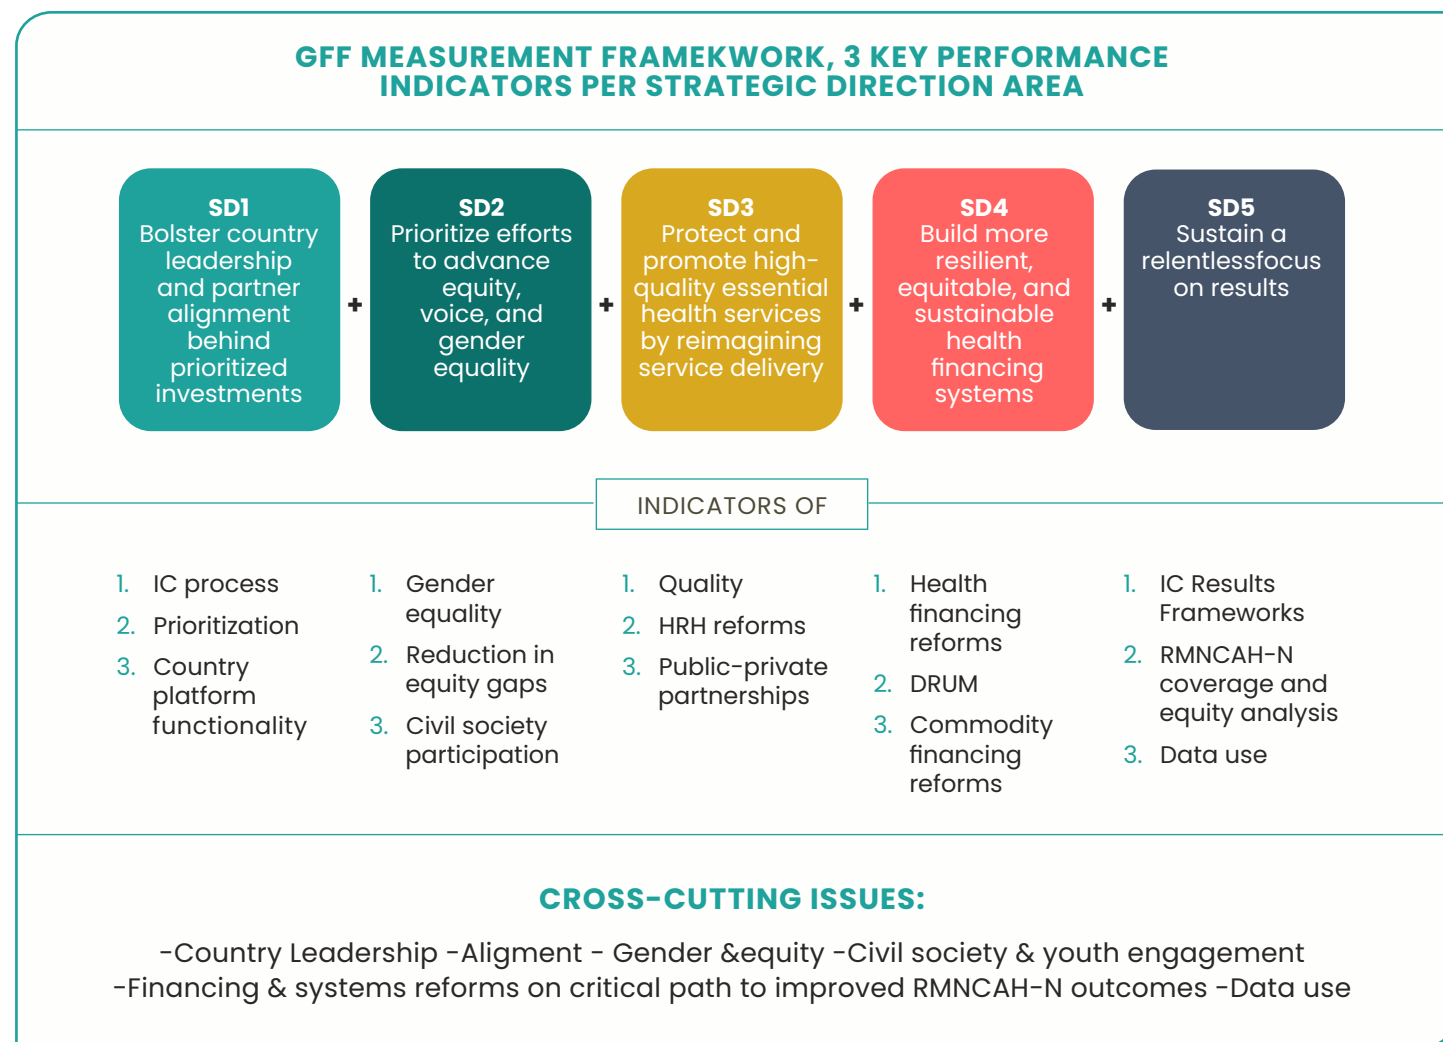 GFF MEASUREMENT FRAMEKWORK, 3 KEY PERFORMANCE
INDICATORS PER STRATEGIC DIRECTION AREA
SD1
Bolster country
leadership
and partner
alignment
behind
prioritized
investments
+
SD2
Prioritize efforts
to advance
equity,
voice, and
gender
equality
+
SD3
Protect and
promote high-
quality essential
health services
by reimagining
service delivery
+
SD4
Build more
resilient,
equitable, and
sustainable
health
financing
systems
+
SD5
Sustain a
relentlessfocus
on results
INDICATORS OF
1. IC process
2. Prioritization
3. Country
platform
functionality
1. Gender
equality
2. Reduction in
equity gaps
3. Civil society
participation
1. Quality
2. HRH reforms
3. Public-private
partnerships
1. Health
financing
reforms
2. DRUM
3. Commodity
financing
reforms
1. IC Results
Frameworks
2. RMNCAH-N
coverage and
equity analysis
3. Data use
CROSS-CUTTING ISSUES:
-Country Leadership -Aligment - Gender &equity -Civil society & youth engagement
-Financing & systems reforms on critical path to improved RMNCAH-N outcomes -Data use